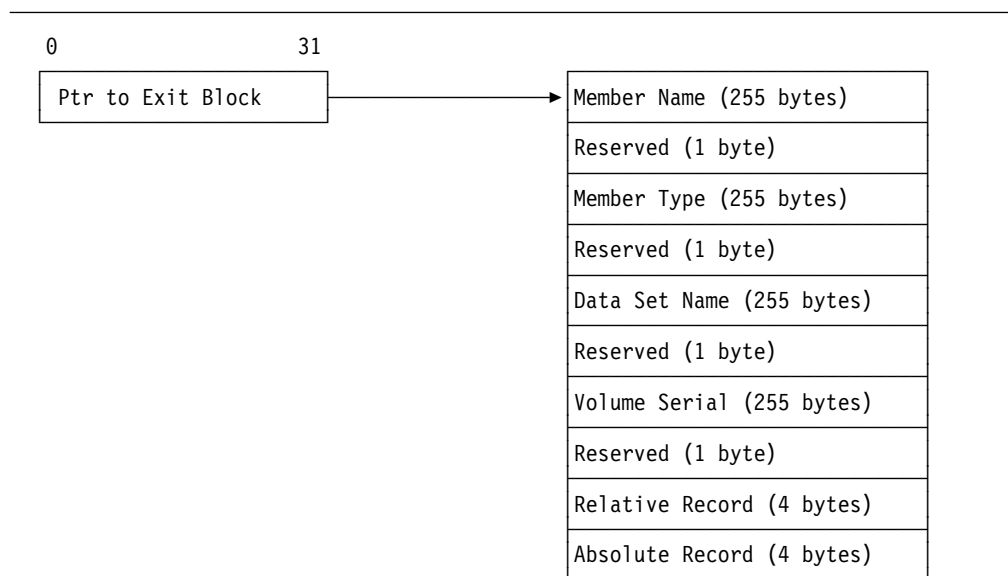 0 31
Ptr to Exit Block
Member Name (255 bytes)
Reserved (1 byte)
Member Type (255 bytes)
Reserved (1 byte)
Data Set Name (255 bytes)
Reserved (1 byte)
Volume Serial (255 bytes)
Reserved (1 byte)
Relative Record (4 bytes)
Absolute Record (4 bytes)